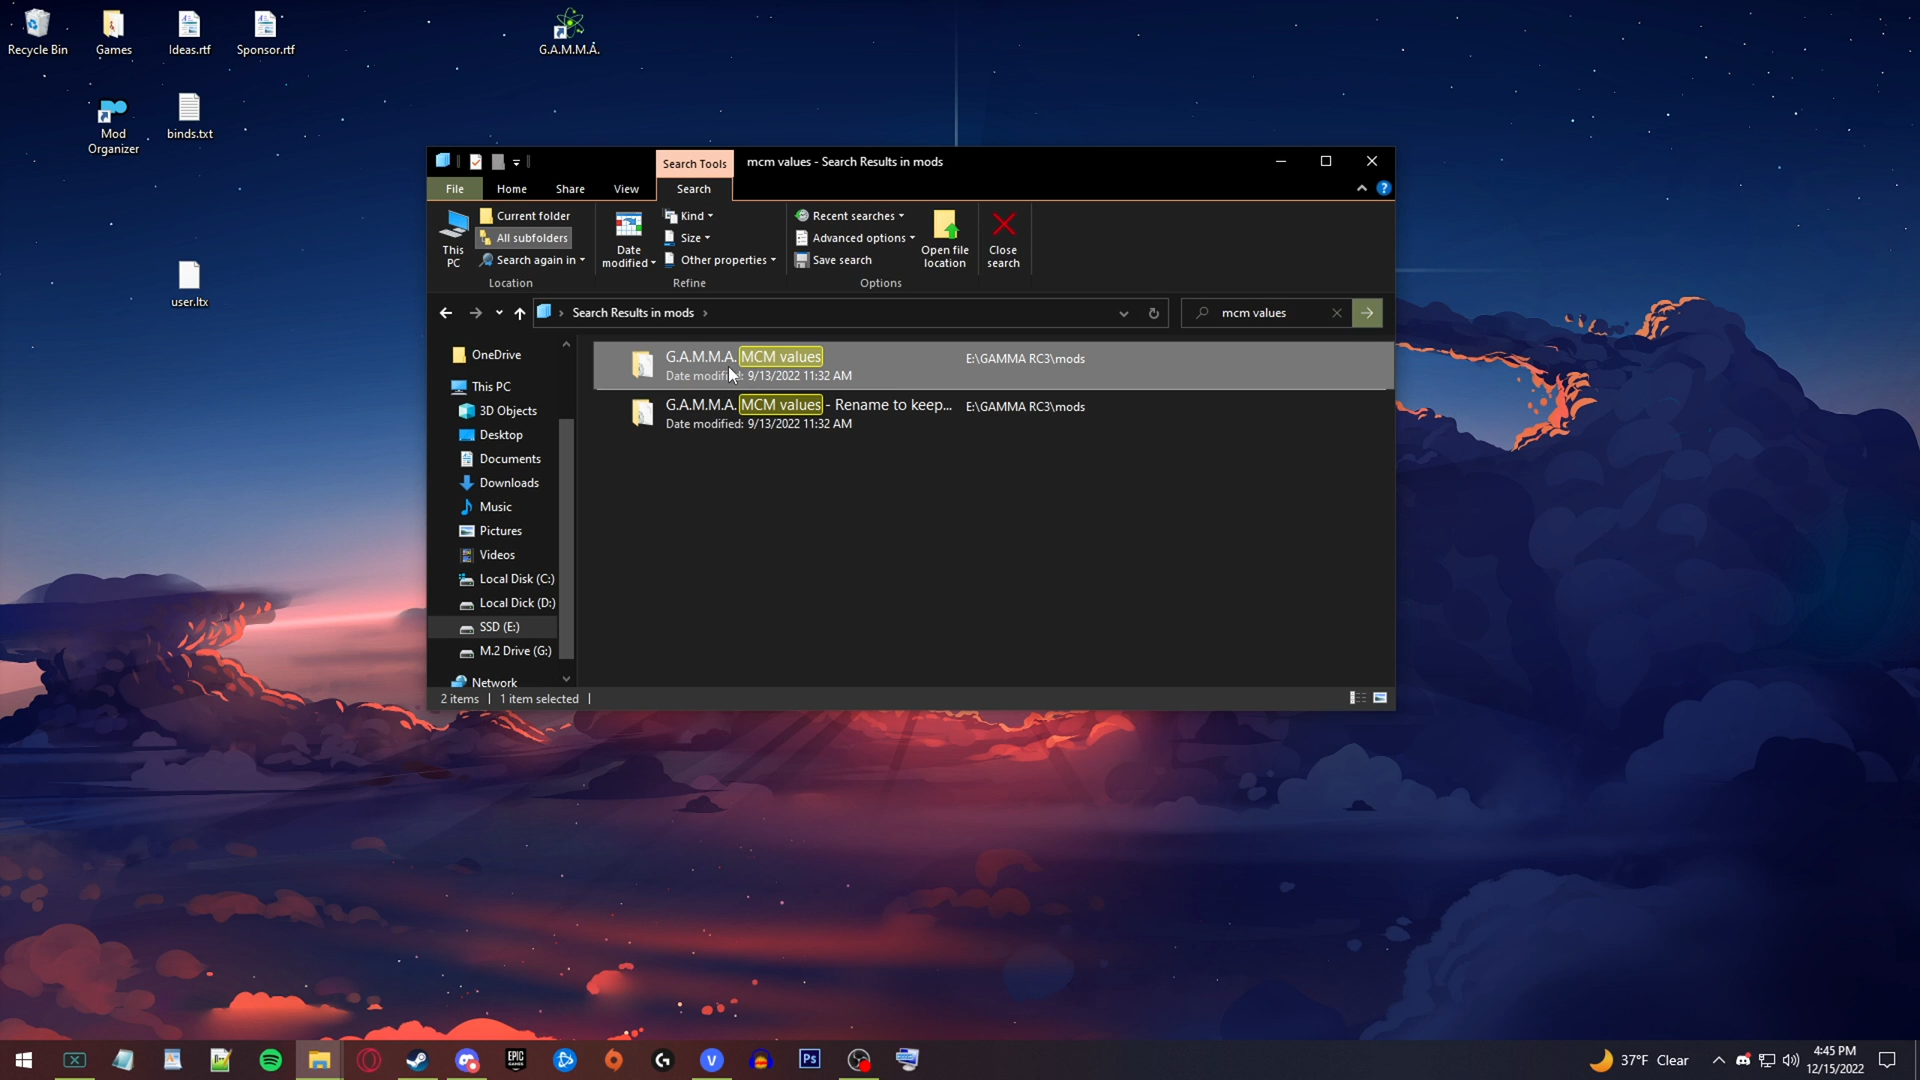 Recycle Bin
Games
Ideas.rtf
Sponsor.rtf
G.A.M.M.A.
Mod
Organizer
binds.txt
user.ltx
Search Tools
mcm values - Search Results in mods
File
Home
Share
View
Search
This
PC
Current folder
All subfolders
Search again in
Location
Date
modified
Kind
Size
Other properties
Refine
Recent searches
Advanced options
Save search
Options
Open file
location
Close
search
Search Results in mods
mcm values
OneDrive
This PC
3D Objects
Desktop
Documents
Downloads
Music
Pictures
Videos
Local Disk (C:)
Local Dick (D:)
SSD (E:)
M.2 Drive (G:)
Network
G.A.M.M.A. MCM values
Date modified: 9/13/2022 11:32 AM
E:\GAMMA RC3\mods
G.A.M.M.A. MCM values - Rename to keep...
Date modified: 9/13/2022 11:32 AM
E:\GAMMA RC3\mods
2 items
1 item selected
EPIC
GAMES
V
Ps
37°F Clear
4:45 PM
12/15/2022